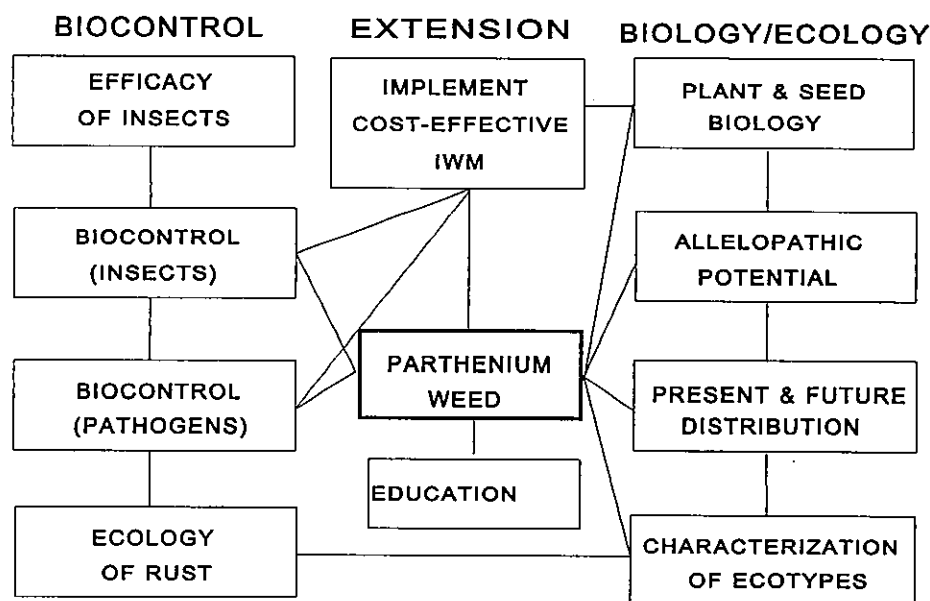 BIOCONTROL
EFFICACY
OF INSECTS
BIOCONTROL
(INSECTS)
BIOCONTROL
(PATHOGENS)
ECOLOGY
OF RUST
EXTENSION
IMPLEMENT
COST-EFFECTIVE
IWM
PARTHENIUM
WEED
EDUCATION
BIOLOGY/ECOLOGY
PLANT & SEED
BIOLOGY
ALLELOPATHIC
POTENTIAL
PRESENT & FUTURE
DISTRIBUTION
CHARACTERIZATION
OF ECOTYPES